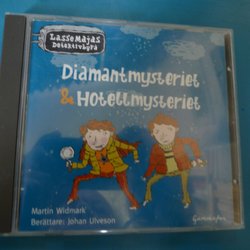 LasseMajas
Detektivbyrå
Diamantmysteriet
& Hotellmysteriet
Martin Widmark
Berättare: Johan Ulveson
Gammafon